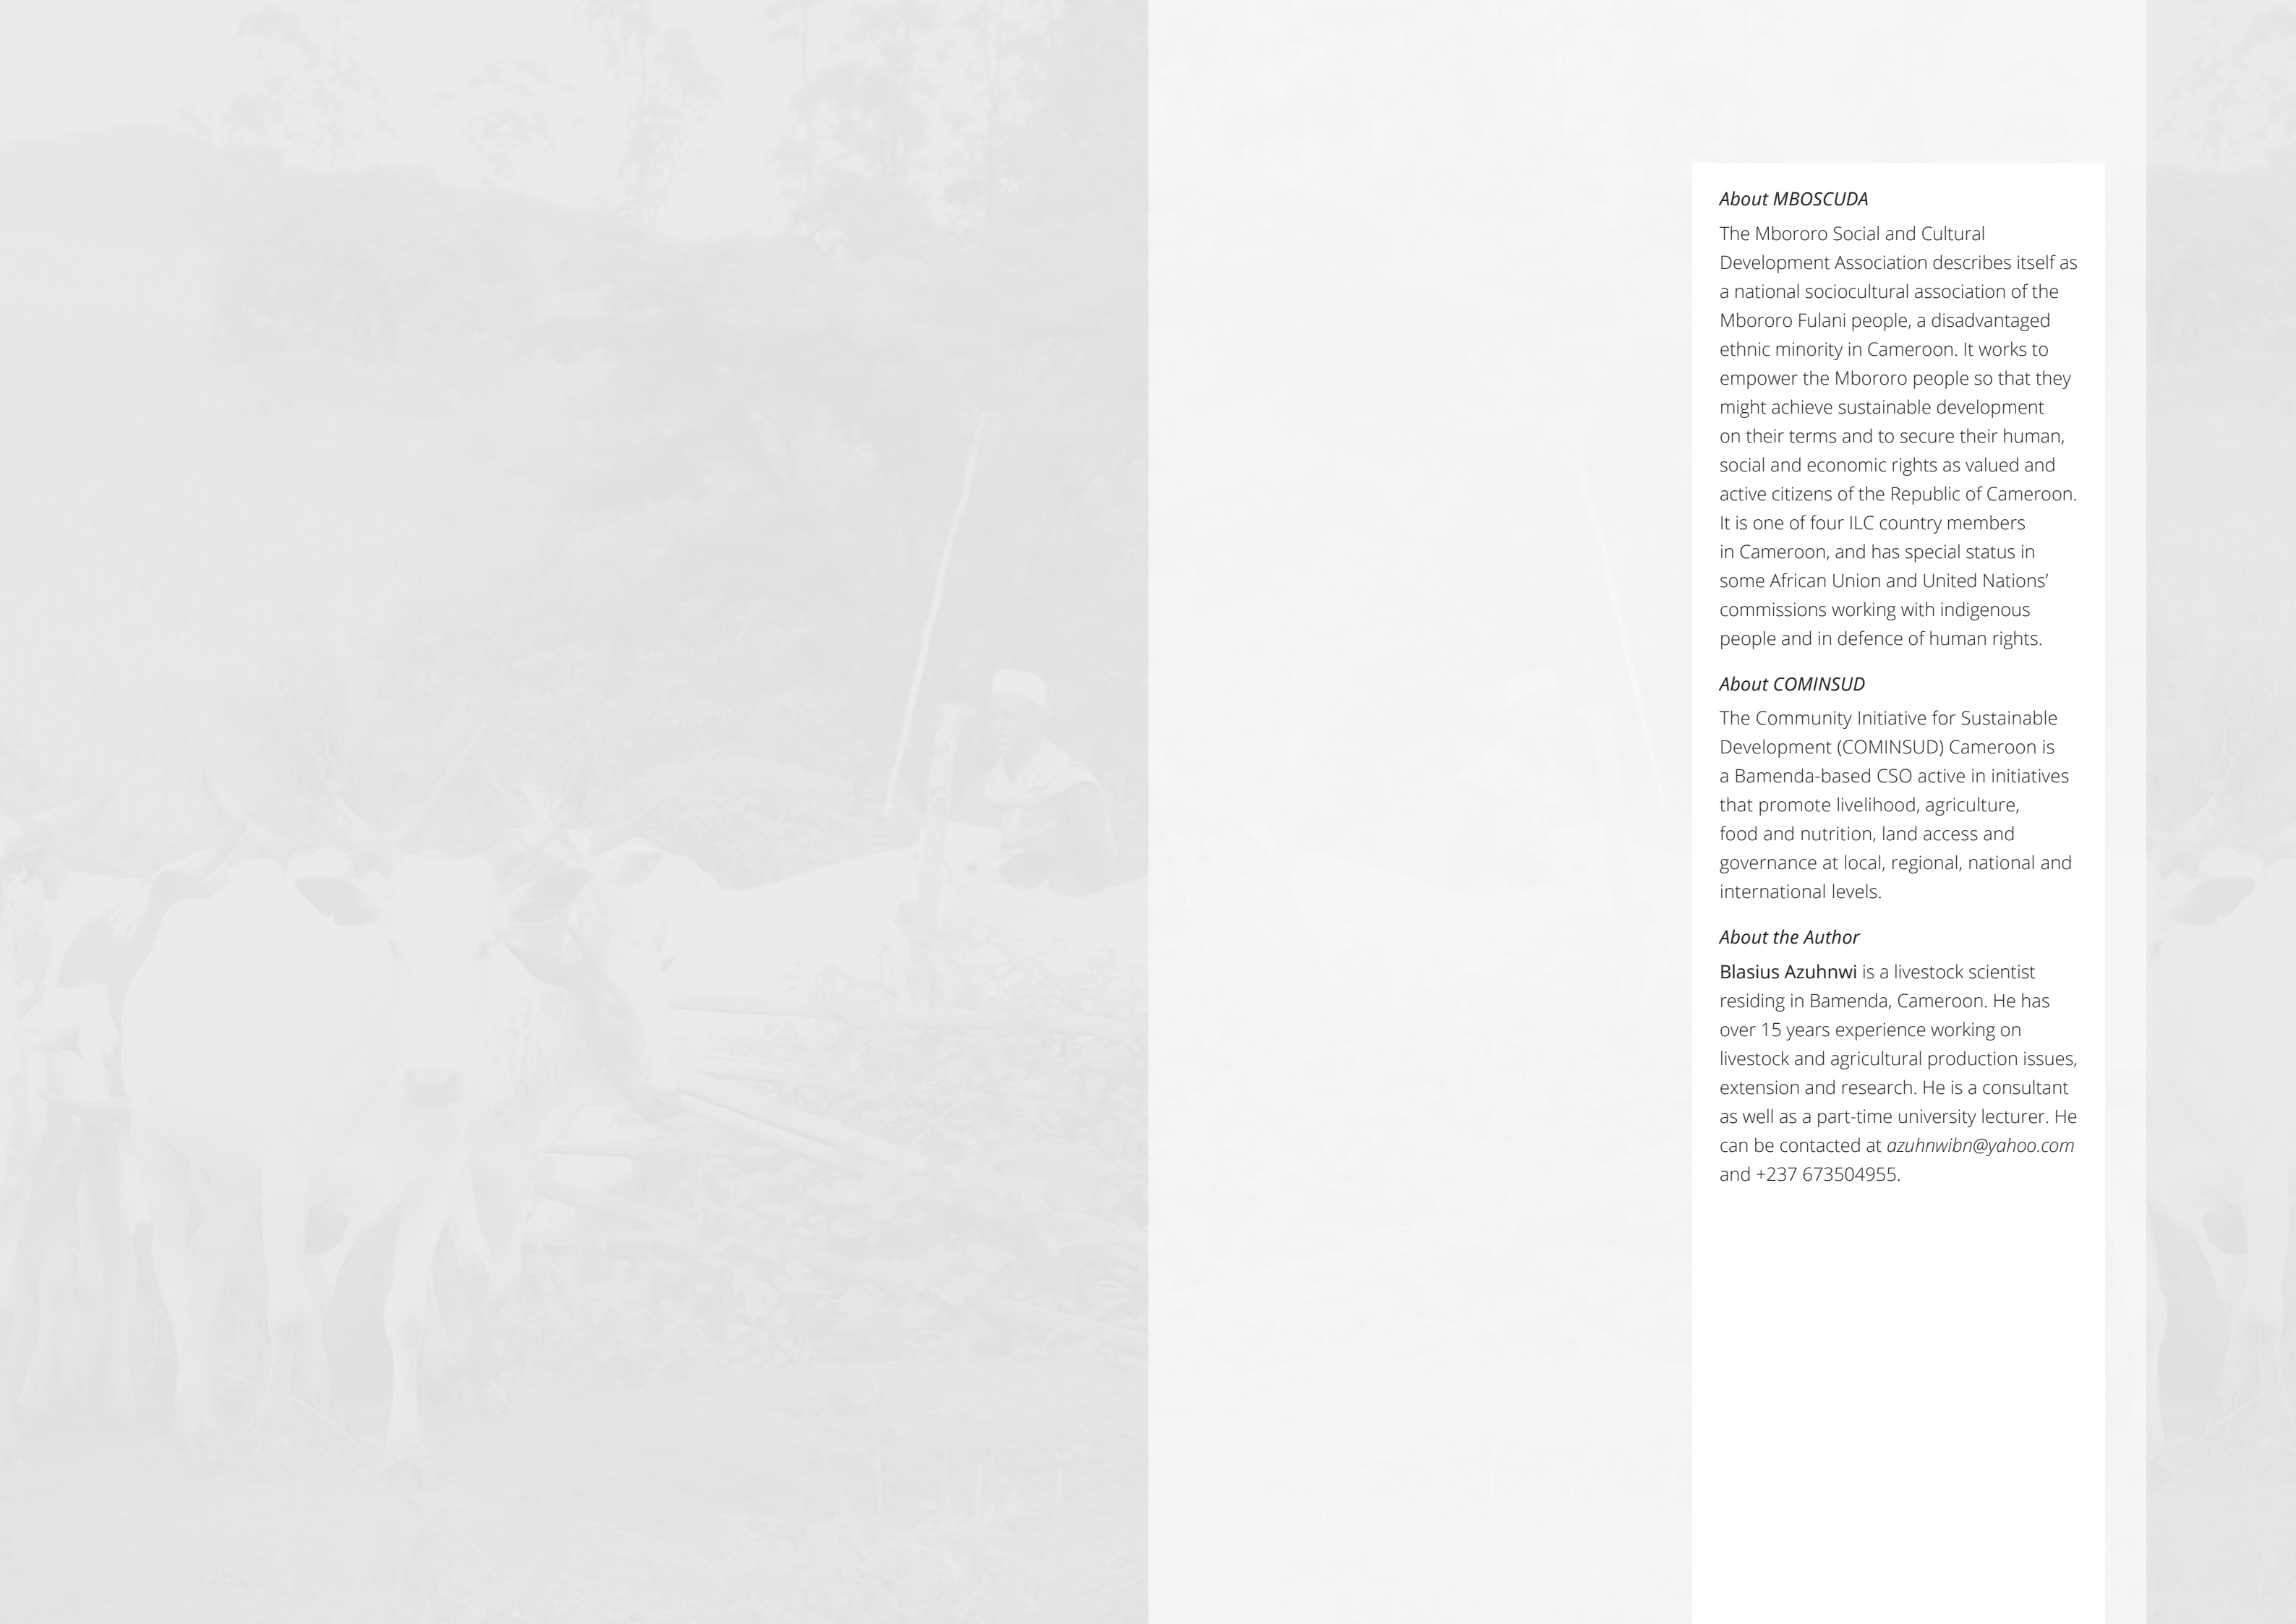 About MBOSCUDA
The Mbororo Social and Cultural
Development Association describes itself as
a national sociocultural association of the
Mbororo Fulani people, a disadvantaged
ethnic minority in Cameroon. It works to
empower the Mbororo people so that they
might achieve sustainable development
on their terms and to secure their human,
social and economic rights as valued and
active citizens of the Republic of Cameroon.
It is one of four ILC country members
in Cameroon, and has special status in
some African Union and United Nations’
commissions working with indigenous
people and in defence of human rights.
About COMINSUD
The Community Initiative for Sustainable
Development (COMINSUD) Cameroon is
a Bamenda-based CSO active in initiatives
that promote livelihood, agriculture,
food and nutrition, land access and
governance at local, regional, national and
international levels.
About the Author
Blasius Azuhnwi is a livestock scientist
residing in Bamenda, Cameroon. He has
over 15 years experience working on
livestock and agricultural production issues,
extension and research. He is a consultant
as well as a part-time university lecturer. He
can be contacted at azuhnwibn@yahoo.com
and +237 673504955.